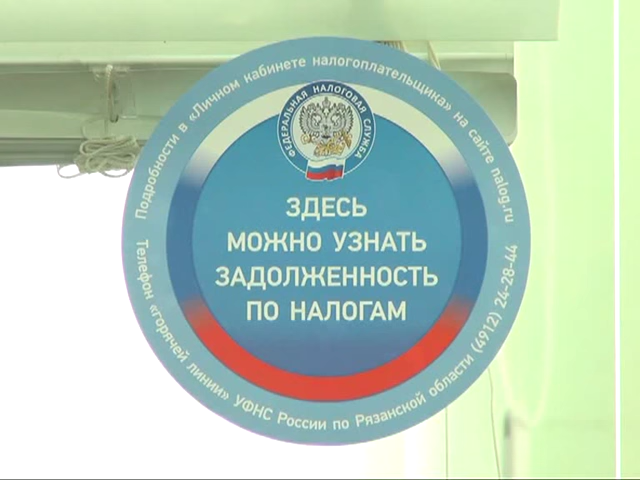 Подробности в «Личном кабинете налогоплательщика» на сайте nalog.ru
ФЕДЕРАЛЬНАЯ НАЛОГОВАЯ СЛУЖБА
ЗДЕСЬ
МОЖНО УЗНАТЬ
ЗАДОЛЖЕННОСТЬ
ПО НАЛОГАМ
Телефон «горячей линии» УФНС России по Рязанской области (4912) 24-28-44